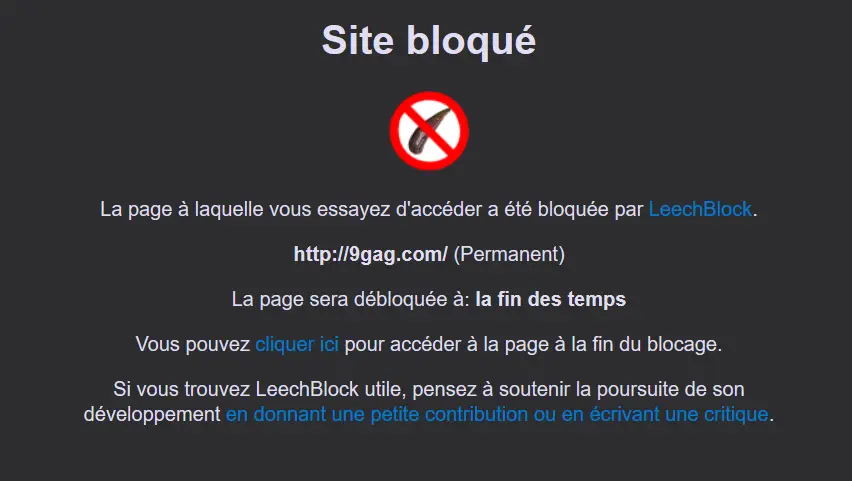 Site bloqué
La page à laquelle vous essayez d'accéder a été bloquée par LeechBlock.
http://9gag.com/ (Permanent)
La page sera débloquée à: la fin des temps
Vous pouvez cliquer ici pour accéder à la page à la fin du blocage.
Si vous trouvez LeechBlock utile, pensez à soutenir la poursuite de son
développement en donnant une petite contribution ou en écrivant une critique.